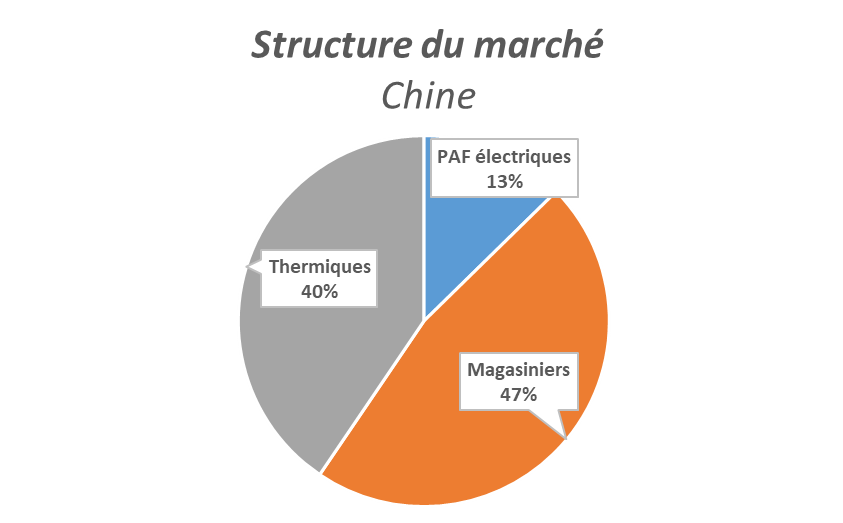 Structure du marché
Chine
PAF électriques
13%
Thermiques
40%
Magasiniers
47%